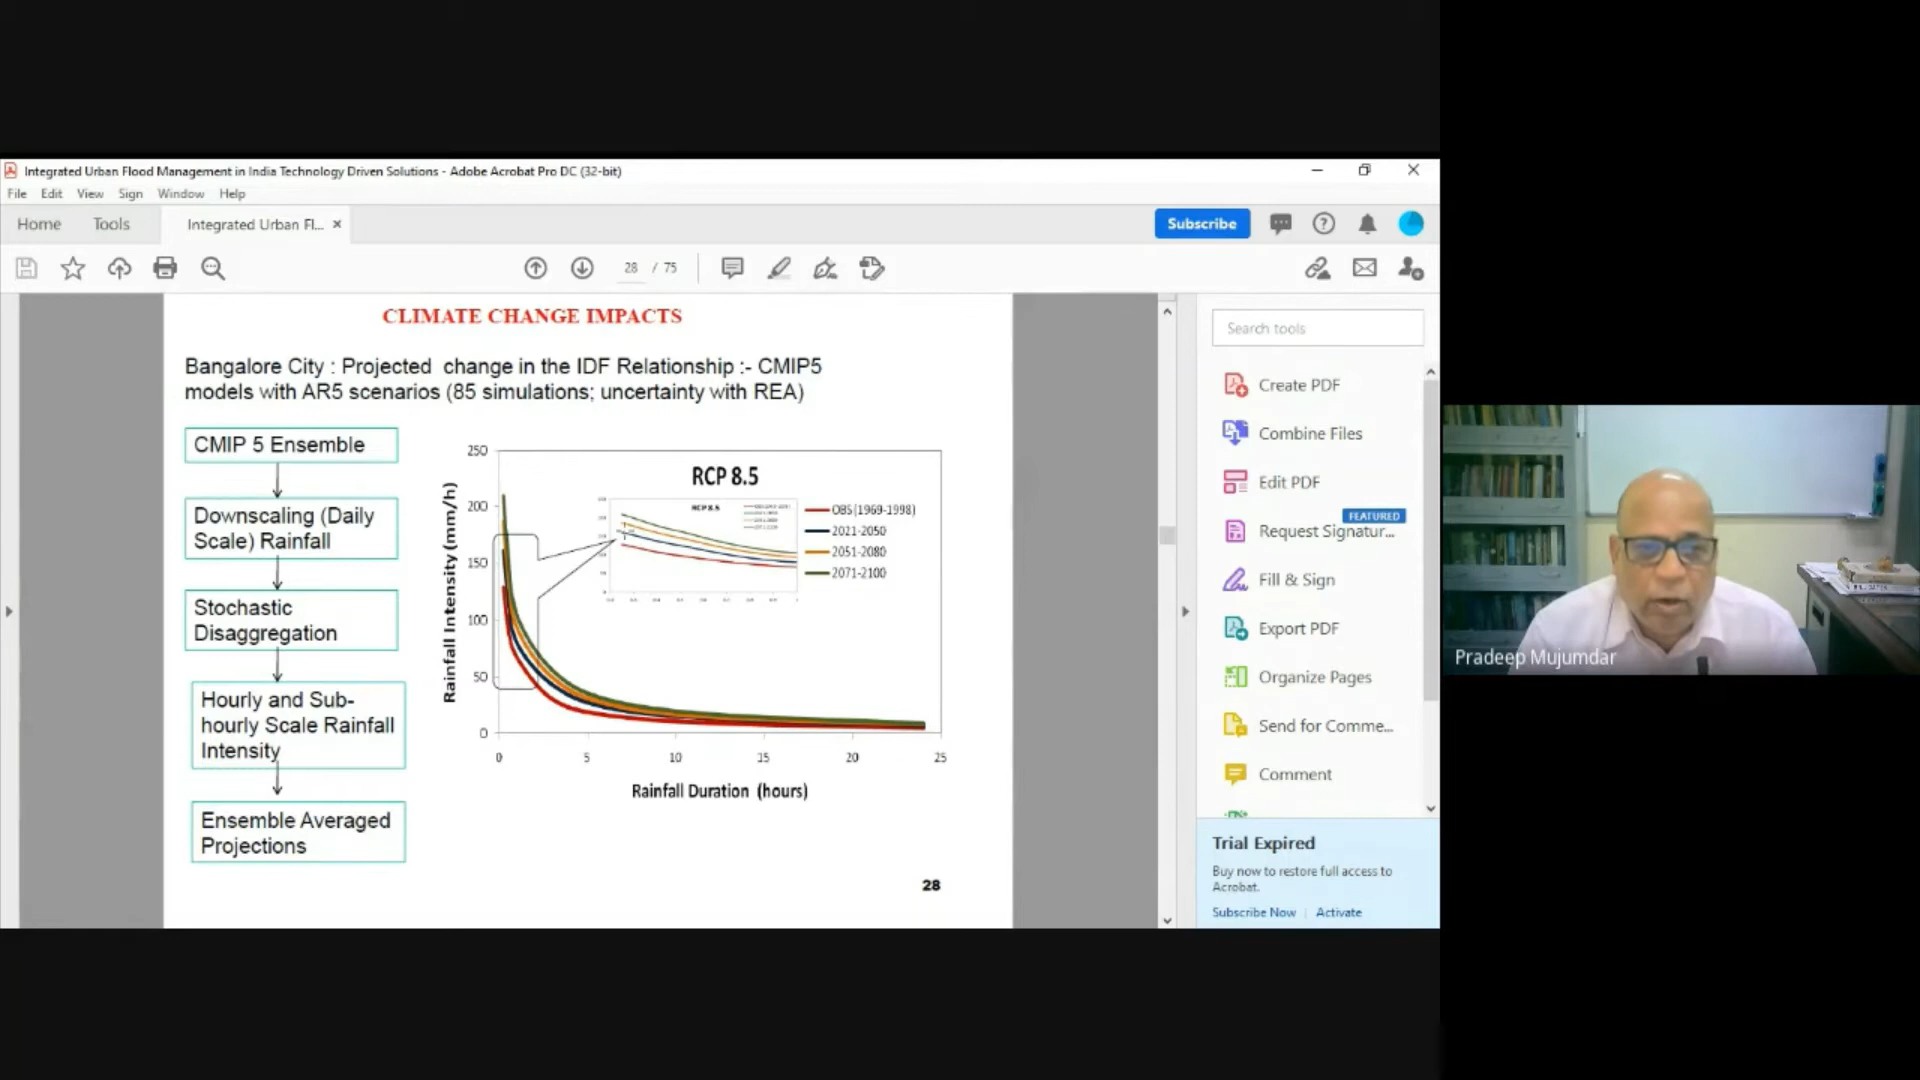 Integrated Urban Flood Management in India Technology Driven Solutions - Adobe Acrobat Pro DC (32-bit)
File Edit View Sign Window Help
Home Tools Integrated Urban Fl... ×
Subscribe
28 / 75
CLIMATE CHANGE IMPACTS
Bangalore City : Projected change in the IDF Relationship :- CMIP5
models with AR5 scenarios (85 simulations; uncertainty with REA)
CMIP 5 Ensemble
Downscaling (Daily
Scale) Rainfall
Stochastic
Disaggregation
Hourly and Sub-
hourly Scale Rainfall
Intensity
Ensemble Averaged
Projections
RCP 8.5
RCP 8.5
OBS(1969-1998)
2021-2050
2051-2080
2071-2100
Rainfall Intensity (mm/h)
250
200
150
100
50
0
0 5 10 15 20 25
Rainfall Duration (hours)
28
Search tools
Create PDF
Combine Files
Edit PDF
FEATURED
Request Signatur...
Fill & Sign
Export PDF
Organize Pages
Send for Comme...
Comment
Trial Expired
Buy now to restore full access to
Acrobat.
Subscribe Now | Activate
Pradeep Mujumdar